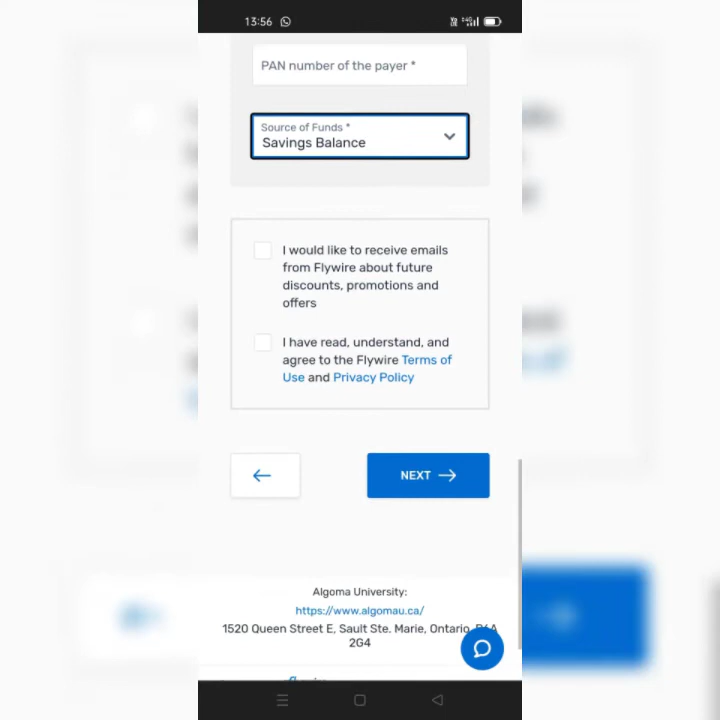 13:56
PAN number of the payer *
Source of Funds *
Savings Balance
I would like to receive emails
from Flywire about future
discounts, promotions and
offers
I have read, understand, and
agree to the Flywire Terms of
Use and Privacy Policy
NEXT
Algoma University:
https://www.algomau.ca/
1520 Queen Street E, Sault Ste. Marie, Ontario, P6A
2G4